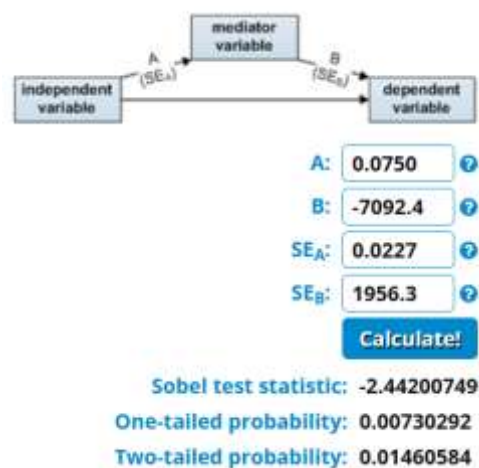 mediator
variable
A
(SEA)
B
(SEB)
independent
variable
dependent
variable
A: 0.0750 ?
B: -7092.4 ?
SEA: 0.0227 ?
SEB: 1956.3 ?
Calculate!
Sobel test statistic: -2.44200749
One-tailed probability: 0.00730292
Two-tailed probability: 0.01460584